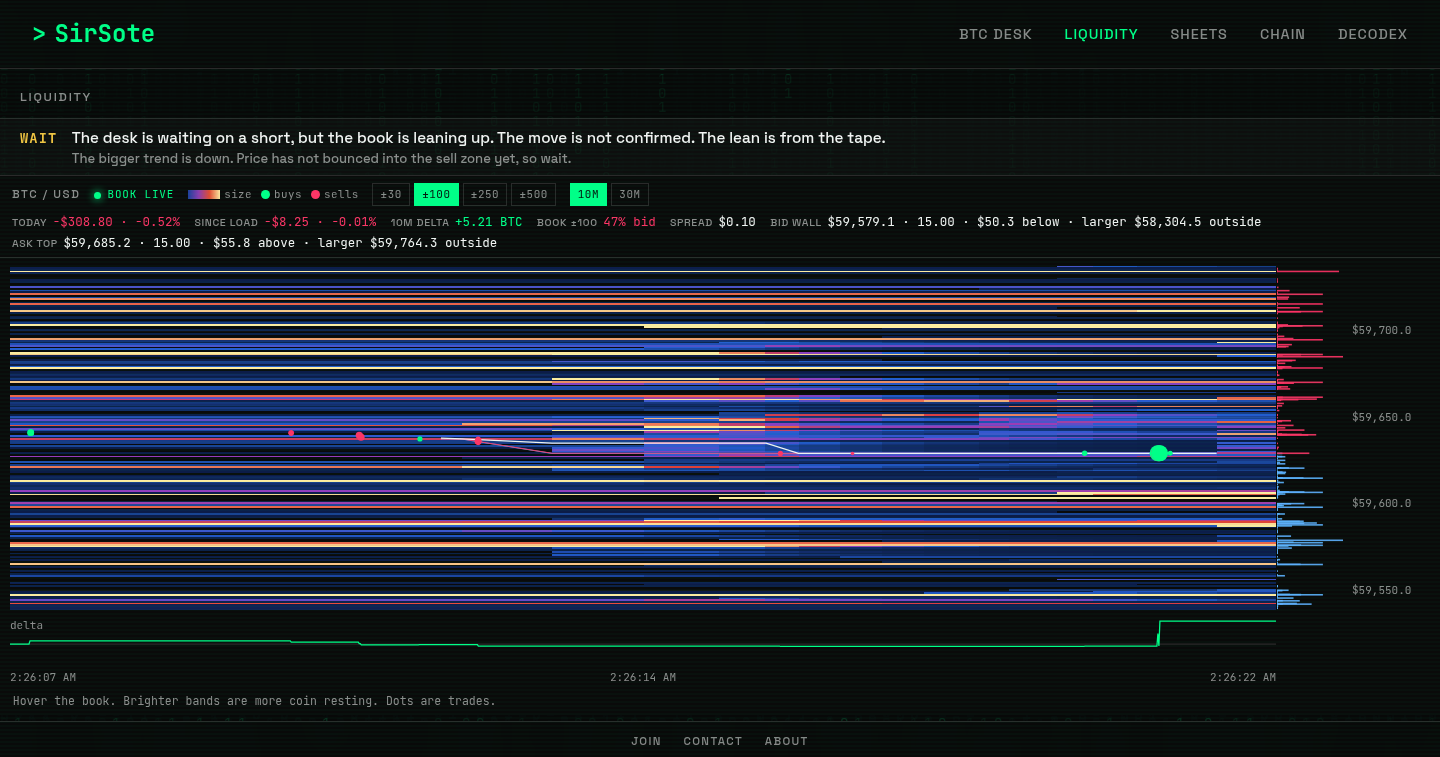 > SirSote
BTC DESK LIQUIDITY SHEETS CHAIN DECODEX
LIQUIDITY
WAIT The desk is waiting on a short, but the book is leaning up. The move is not confirmed. The lean is from the tape.
The bigger trend is down. Price has not bounced into the sell zone yet, so wait.
BTC / USD BOOK LIVE size buys sells ±30 ±100 ±250 ±500 10M 30M
TODAY -$308.80 · -0.52% SINCE LOAD -$8.25 · -0.01% 10M DELTA +5.21 BTC BOOK ±100 47% bid SPREAD $0.10 BID WALL $59,579.1 · 15.00 · $50.3 below · larger $58,304.5 outside
ASK TOP $59,685.2 · 15.00 · $55.8 above · larger $59,764.3 outside
$59,700.0
$59,650.0
$59,600.0
$59,550.0
delta
2:26:07 AM 2:26:14 AM 2:26:22 AM
Hover the book. Brighter bands are more coin resting. Dots are trades.
JOIN CONTACT ABOUT